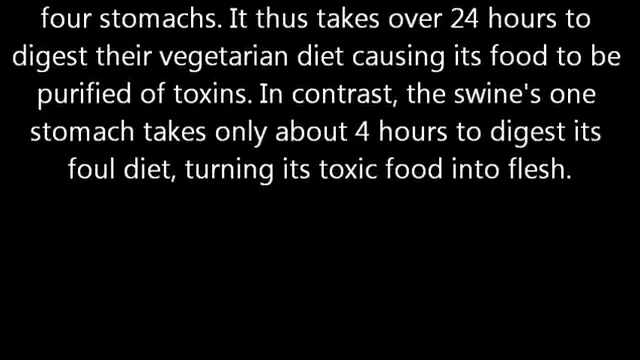 four stomachs. It thus takes over 24 hours to
digest their vegetarian diet causing its food to be
purified of toxins. In contrast, the swine's one
stomach takes only about 4 hours to digest its
foul diet, turning its toxic food into flesh.